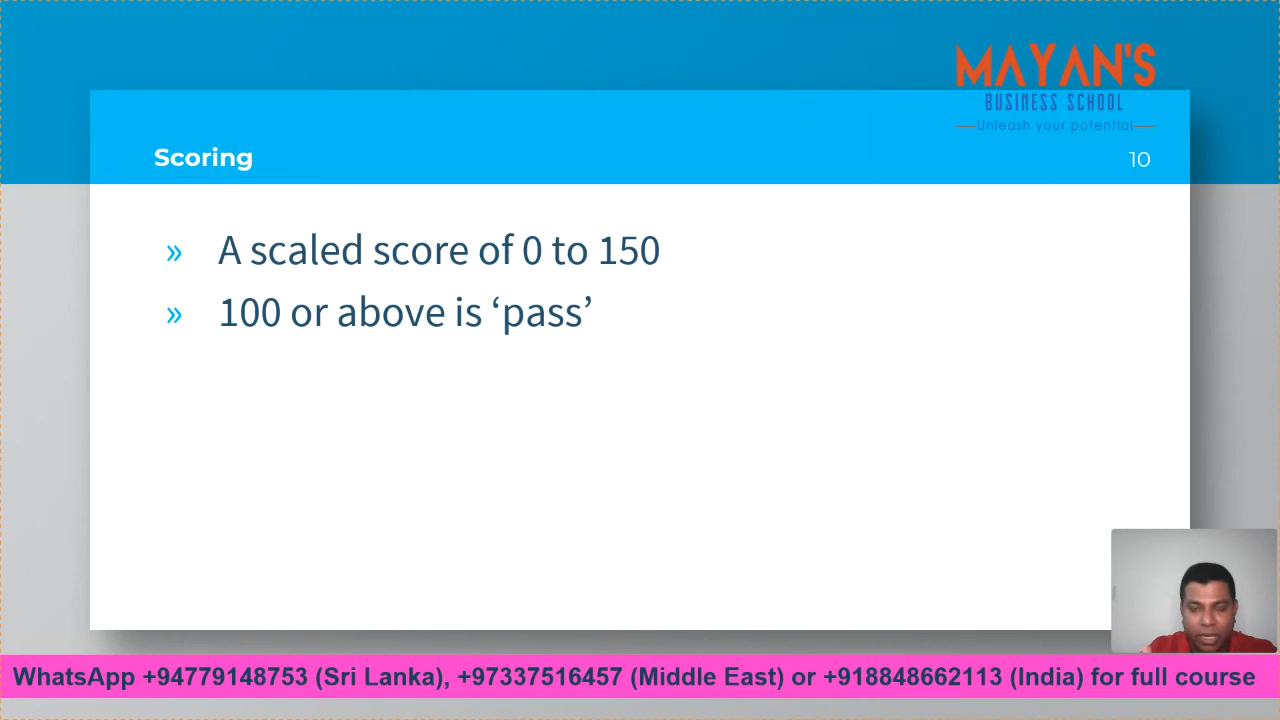 MAYAN'S
BUSINESS SCHOOL
Unleash your potential
Scoring
10
» A scaled score of 0 to 150
» 100 or above is ‘pass’
WhatsApp +94779148753 (Sri Lanka), +97337516457 (Middle East) or +918848662113 (India) for full course